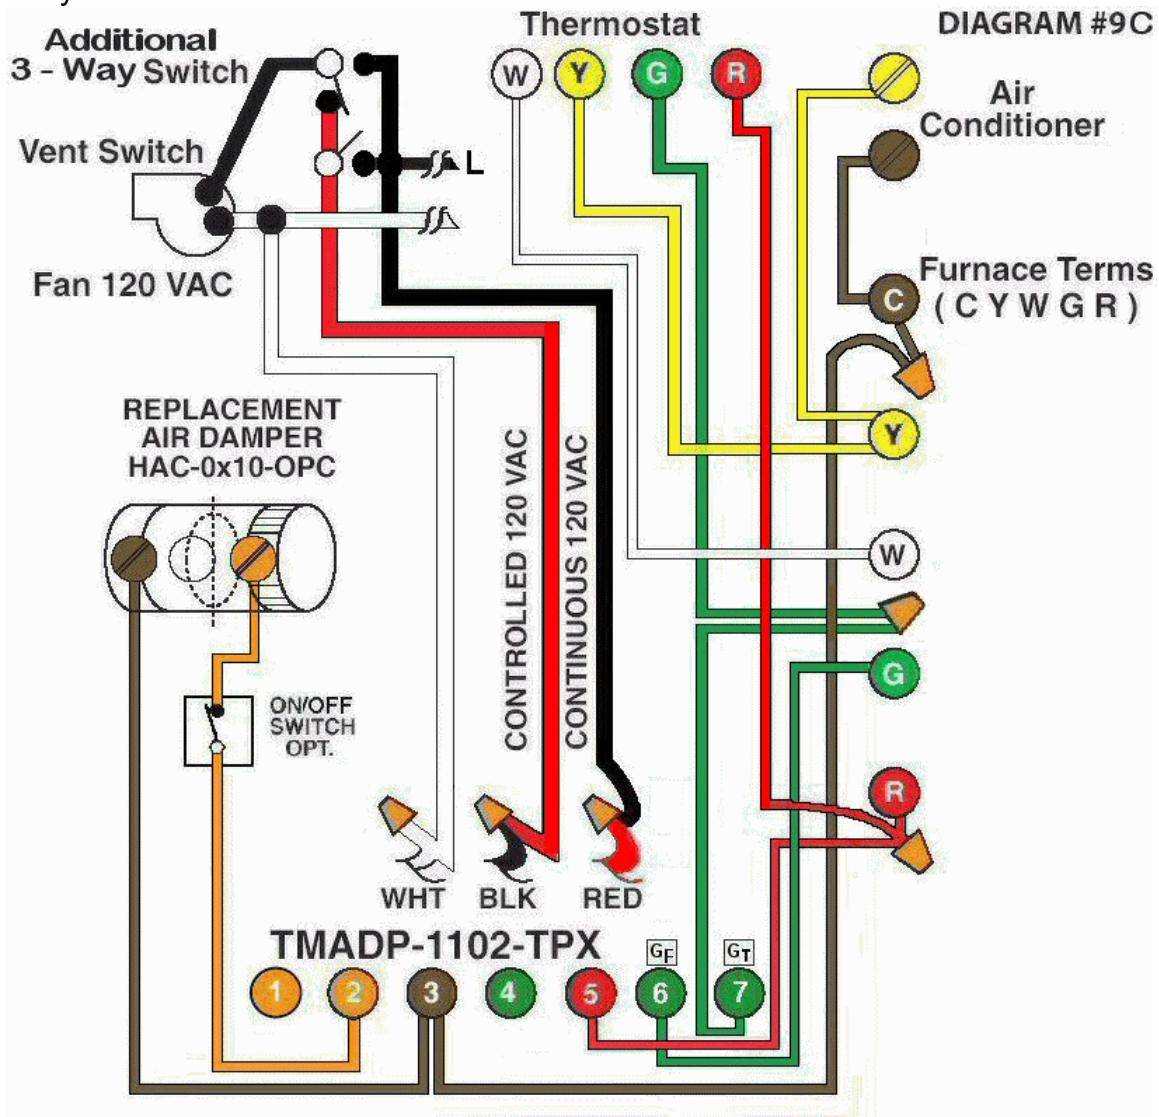 Thermostat
DIAGRAM #9C
Additional
3 - Way Switch
W
Y
G
R
Air
Conditioner
Vent Switch
L
Fan 120 VAC
Furnace Terms
( C Y W G R )
C
REPLACEMENT
AIR DAMPER
HAC-0x10-OPC
CONTROLLED 120 VAC
CONTINUOUS 120 VAC
Y
W
G
ON/OFF
SWITCH
OPT.
R
WHT
BLK
RED
TMADP-1102-TPX
GF
GT
1
2
3
4
5
6
7